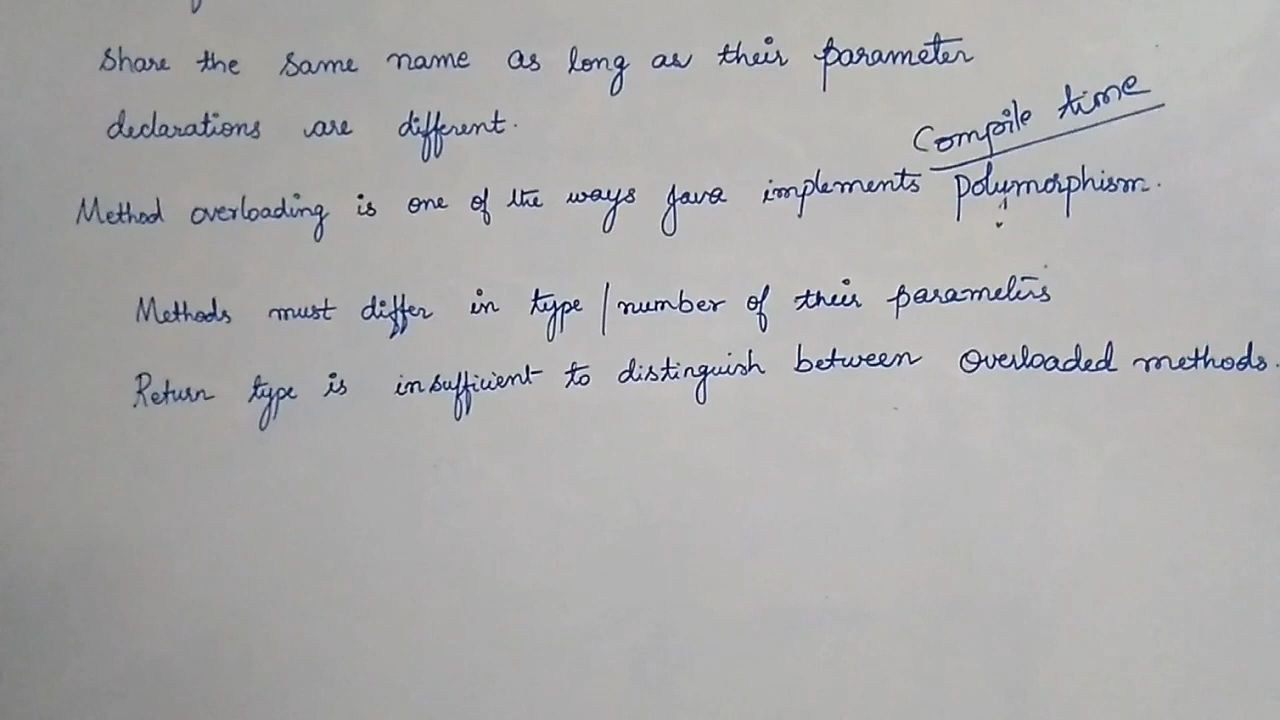 Share the same name as long as their parameter
declarations are different.
Compile time
Method overloading is one of the ways Java implements polymorphism.
Methods must differ in type / number of their parameters
Return type is insufficient to distinguish between overloaded methods.